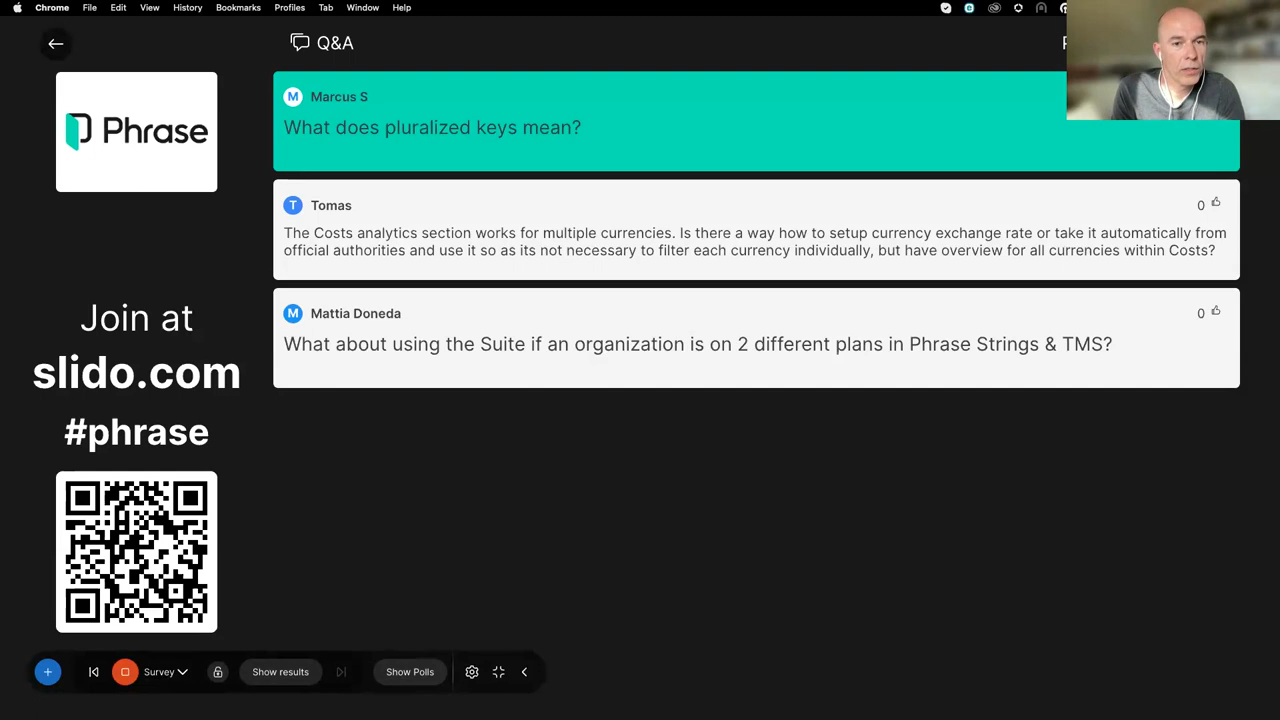 Chrome File Edit View History Bookmarks Profiles Tab Window Help
Q&A
Phrase
M Marcus S
What does pluralized keys mean?
T Tomas 0
The Costs analytics section works for multiple currencies. Is there a way how to setup currency exchange rate or take it automatically from
official authorities and use it so as its not necessary to filter each currency individually, but have overview for all currencies within Costs?
M Mattia Doneda 0
What about using the Suite if an organization is on 2 different plans in Phrase Strings & TMS?
Join at
slido.com
#phrase
Survey Show results Show Polls